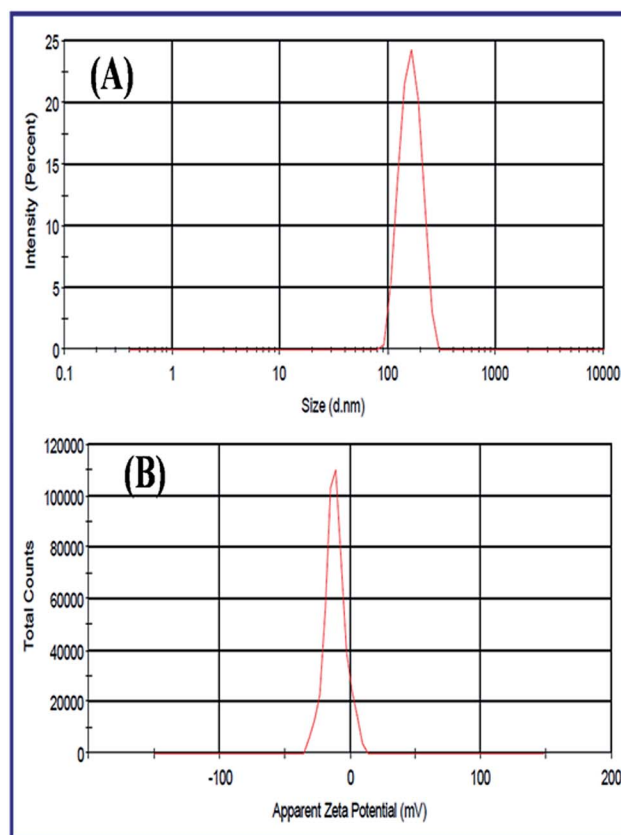 (A)
Intensity (Percent)
25
20
15
10
5
0
0.1 1 10 100 1000 10000
Size (d.nm)
(B)
Total Counts
120000
100000
80000
60000
40000
20000
0
-100 0 100 200
Apparent Zeta Potential (mV)